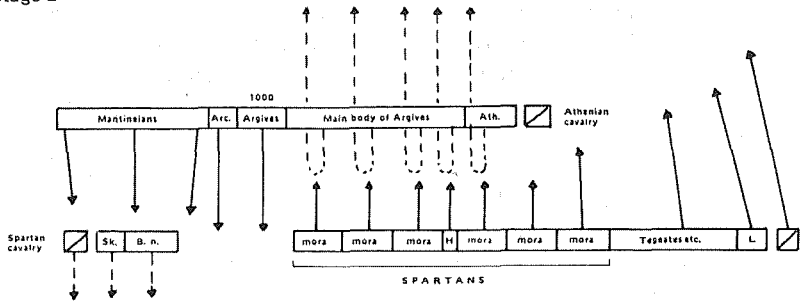 Stage 2
1000
Mantineians Arc. Argives Main body of Argives Ath. Athenian
cavalry
Spartan
cavalry
Sk. B. n. mora mora mora H mora mora mora Tegeates etc. L
SPARTANS